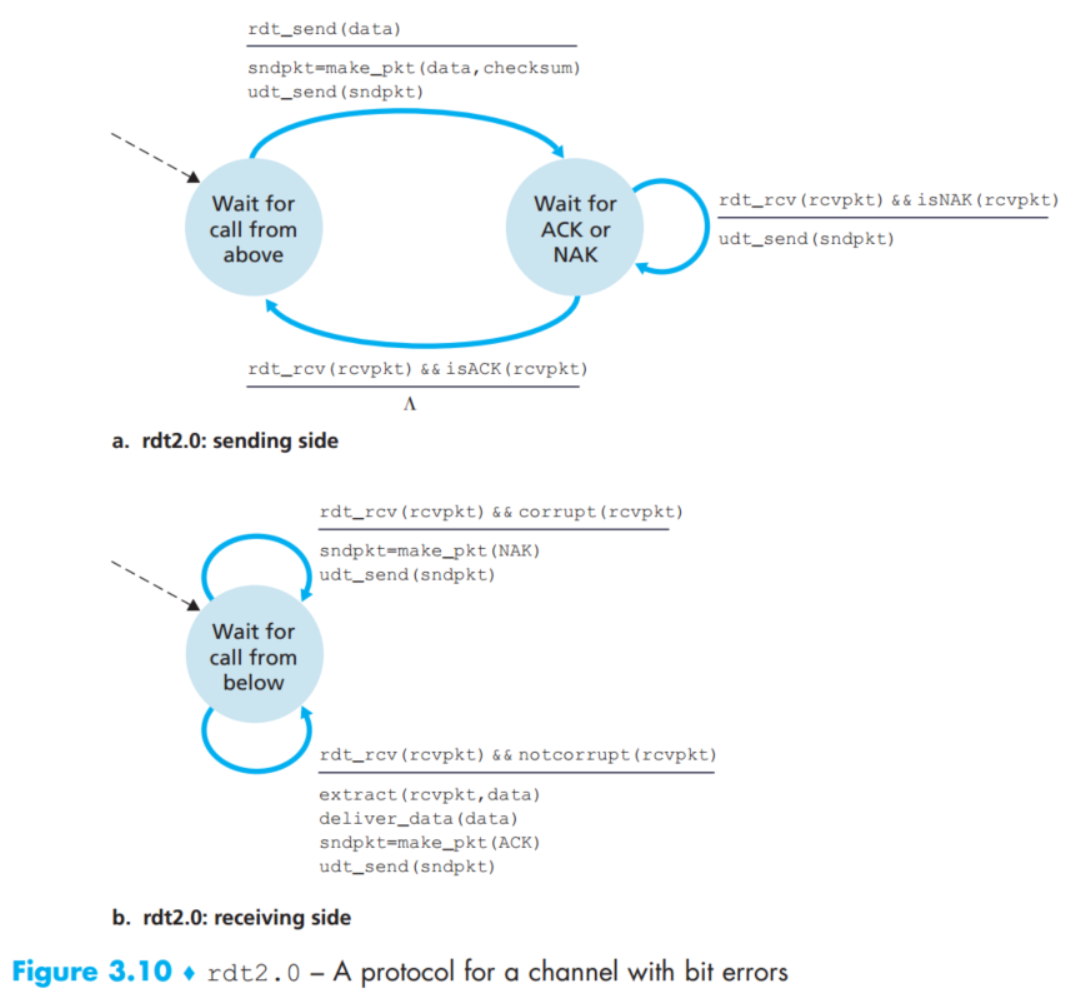 rdt_send(data)
sndpkt=make_pkt(data,checksum)
udt_send(sndpkt)
Wait for
call from
above
Wait for
ACK or
NAK
rdt_rcv(rcvpkt) && isNAK(rcvpkt)
udt_send(sndpkt)
rdt_rcv(rcvpkt) && isACK(rcvpkt)
Λ
a. rdt2.0: sending side
rdt_rcv(rcvpkt) && corrupt(rcvpkt)
sndpkt=make_pkt(NAK)
udt_send(sndpkt)
Wait for
call from
below
rdt_rcv(rcvpkt) && notcorrupt(rcvpkt)
extract(rcvpkt,data)
deliver_data(data)
sndpkt=make_pkt(ACK)
udt_send(sndpkt)
b. rdt2.0: receiving side
Figure 3.10 ♦ rdt2.0 – A protocol for a channel with bit errors